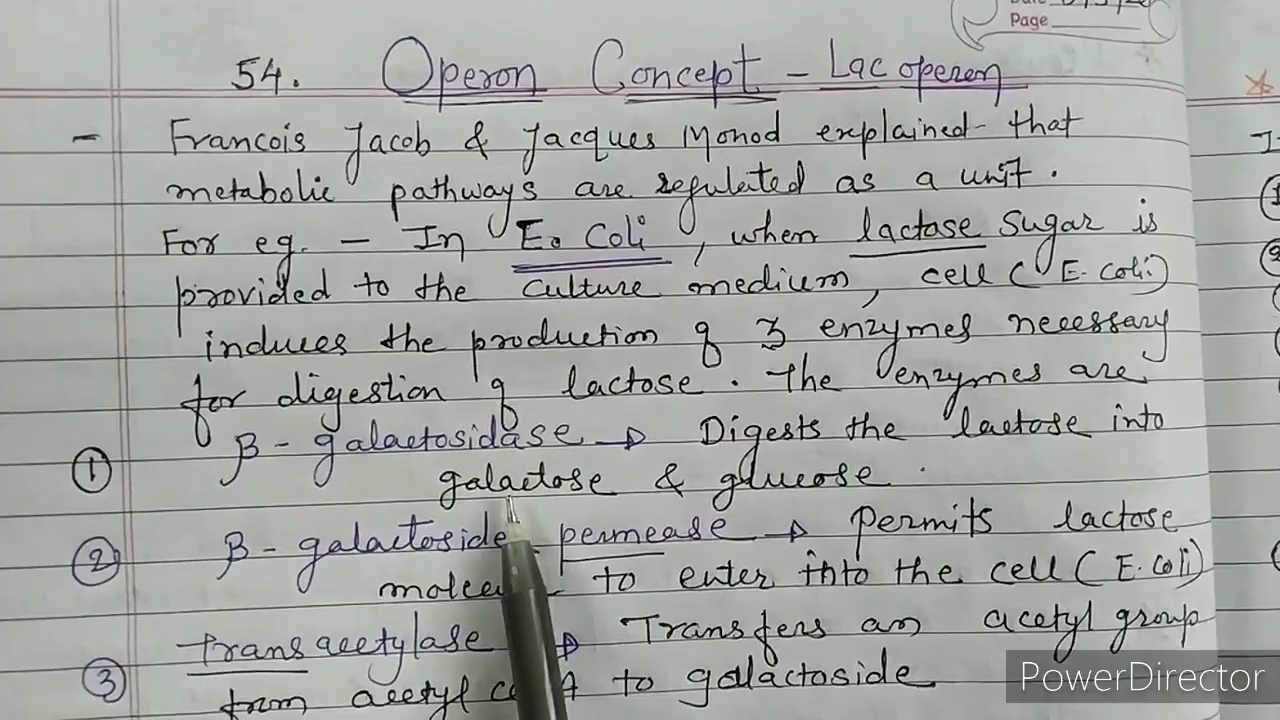 Page
54. Operon Concept - Lac operon
- Francois Jacob & Jacques Monod explained that
metabolic pathways are regulated as a unit.
For eg. - In E. Coli, when lactase sugar is
provided to the culture medium, cell (E. coli)
induces the production of 3 enzymes necessary
for digestion of lactose. The enzymes are
① β-galactosidase → Digests the lactose into
galactose & glucose.
② β-galactoside permease → Permits lactose
to enter into the cell (E. coli)
③ transacetylase → Transfers an acetyl group
from acetyl A to galactoside
PowerDirector